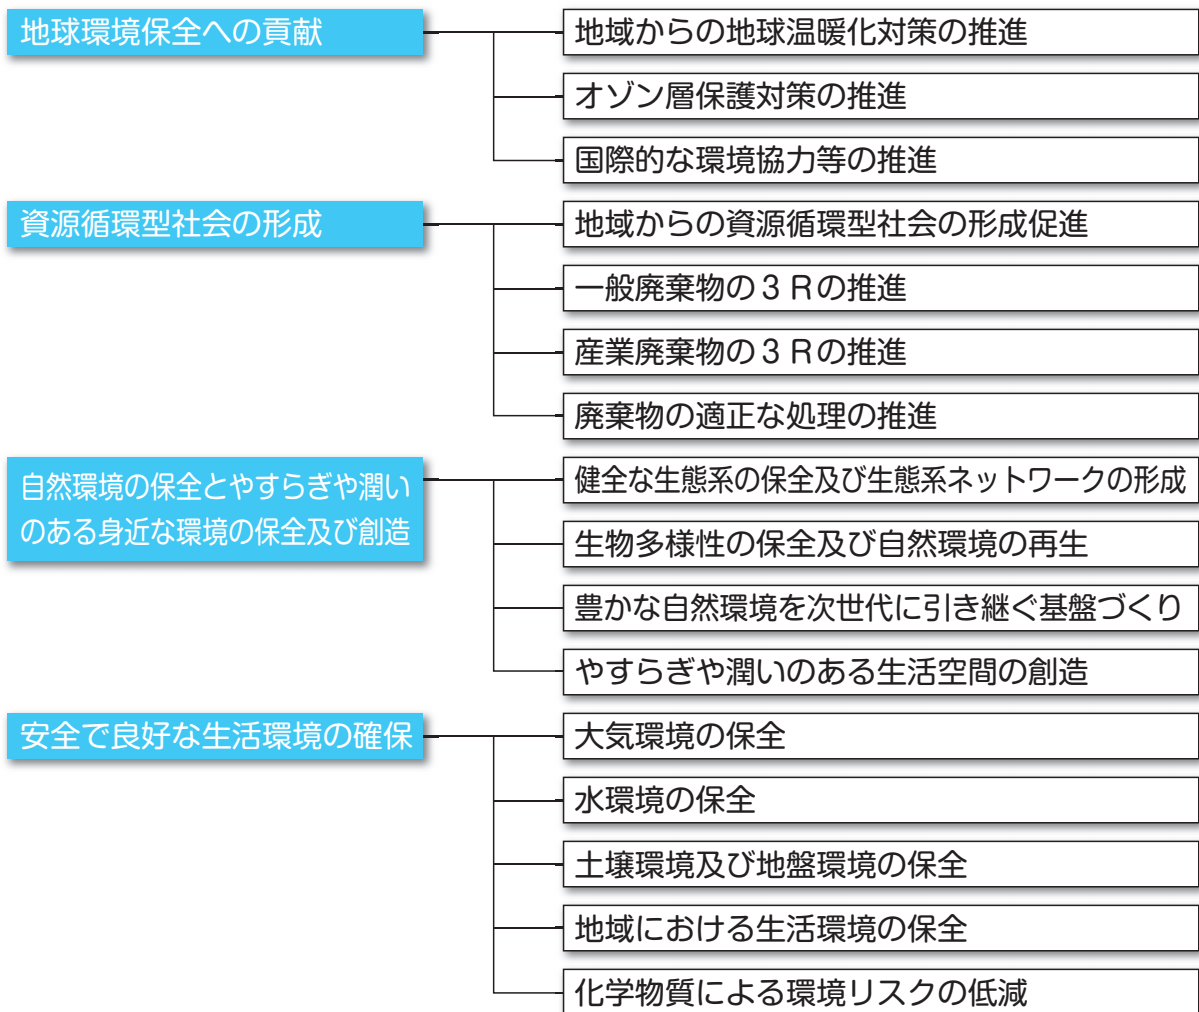 地球環境保全への貢献
地域からの地球温暖化対策の推進
オゾン層保護対策の推進
国際的な環境協力等の推進
資源循環型社会の形成
地域からの資源循環型社会の形成促進
一般廃棄物の３Ｒの推進
産業廃棄物の３Ｒの推進
廃棄物の適正な処理の推進
自然環境の保全とやすらぎや潤い
のある身近な環境の保全及び創造
健全な生態系の保全及び生態系ネットワークの形成
生物多様性の保全及び自然環境の再生
豊かな自然環境を次世代に引き継ぐ基盤づくり
やすらぎや潤いのある生活空間の創造
安全で良好な生活環境の確保
大気環境の保全
水環境の保全
土壌環境及び地盤環境の保全
地域における生活環境の保全
化学物質による環境リスクの低減